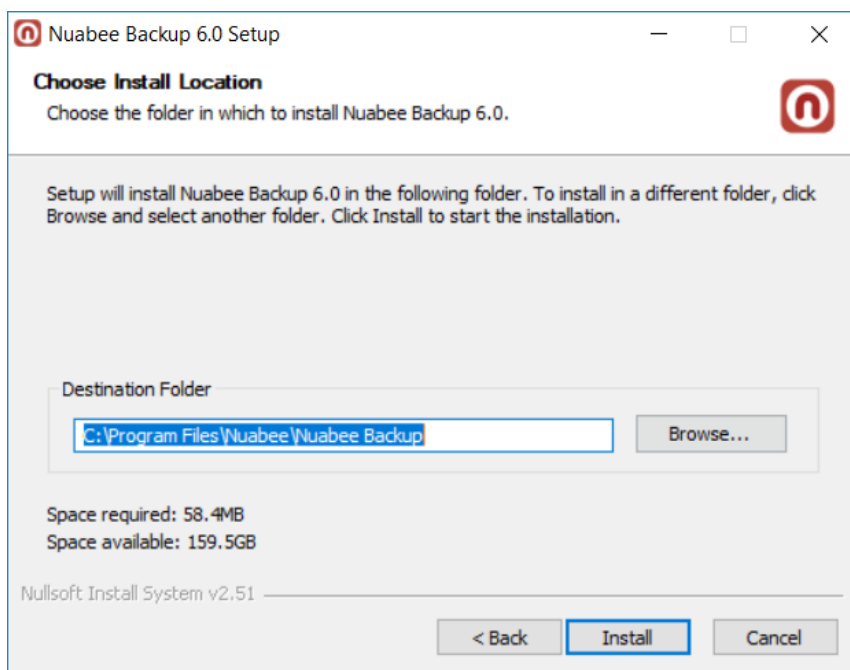 Nuabee Backup 6.0 Setup
Choose Install Location
Choose the folder in which to install Nuabee Backup 6.0.
Setup will install Nuabee Backup 6.0 in the following folder. To install in a different folder, click
Browse and select another folder. Click Install to start the installation.
Destination Folder
C:\Program Files\Nuabee\Nuabee Backup
Browse...
Space required: 58.4MB
Space available: 159.5GB
Nullsoft Install System v2.51
< Back
Install
Cancel